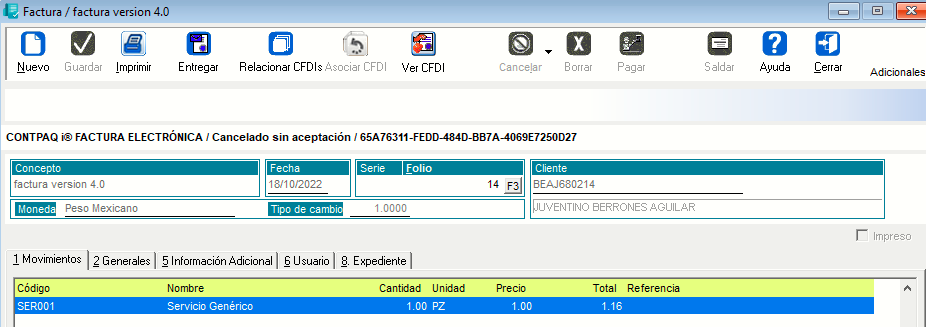 Factura / factura version 4.0
Nuevo Guardar Imprimir Entregar Relacionar CFDIs Asociar CFDI Ver CFDI Cancelar Borrar Pagar Saldar Ayuda Cerrar Adicionales
CONTPAQ i® FACTURA ELECTRÓNICA / Cancelado sin aceptación / 65A76311-FEDD-484D-BB7A-4069E7250D27
Concepto Fecha Serie Folio Cliente
factura version 4.0 18/10/2022 14 F3 BEAJ680214
Moneda Peso Mexicano Tipo de cambio 1.0000 JUVENTINO BERRONES AGUILAR
Impreso
1 Movimientos 2 Generales 5 Información Adicional 6 Usuario 8. Expediente
Código Nombre Cantidad Unidad Precio Total Referencia
SER001 Servicio Genérico 1.00 PZ 1.00 1.16